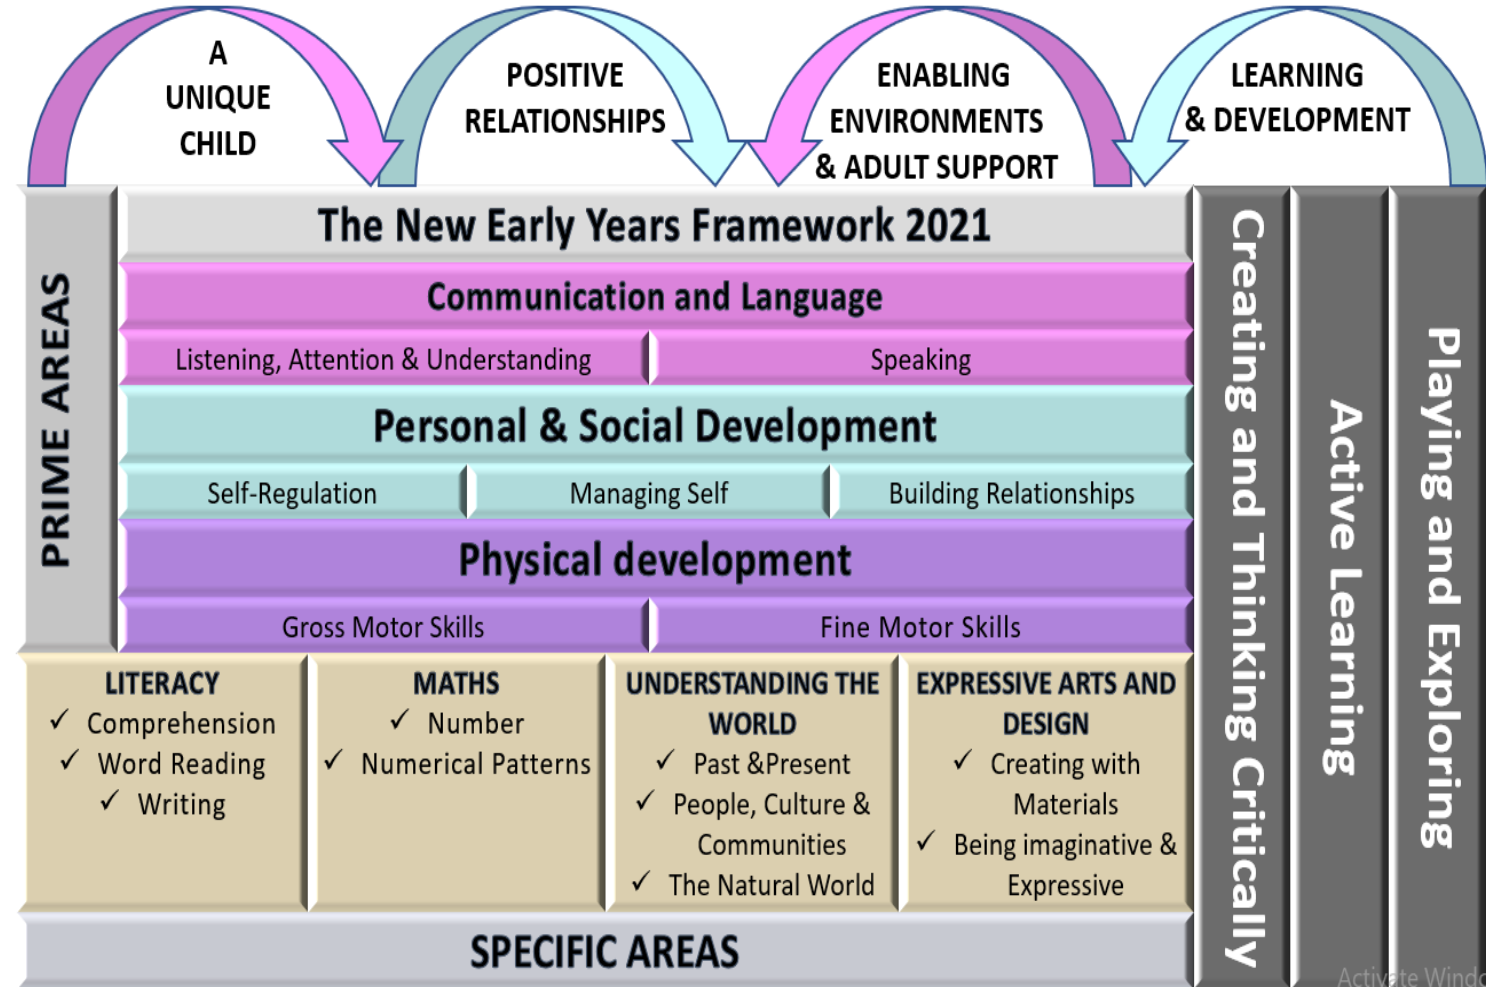 A
UNIQUE
CHILD
POSITIVE
RELATIONSHIPS
ENABLING
ENVIRONMENTS
& ADULT SUPPORT
LEARNING
& DEVELOPMENT
PRIME AREAS
The New Early Years Framework 2021
Communication and Language
Listening, Attention & Understanding
Speaking
Personal & Social Development
Self-Regulation
Managing Self
Building Relationships
Physical development
Gross Motor Skills
Fine Motor Skills
LITERACY
✓ Comprehension
✓ Word Reading
✓ Writing
MATHS
✓ Number
✓ Numerical Patterns
UNDERSTANDING THE
WORLD
✓ Past &Present
✓ People, Culture &
Communities
✓ The Natural World
EXPRESSIVE ARTS AND
DESIGN
✓ Creating with
Materials
✓ Being imaginative &
Expressive
SPECIFIC AREAS
Creating and Thinking Critically
Active Learning
Playing and Exploring
Activate Windo